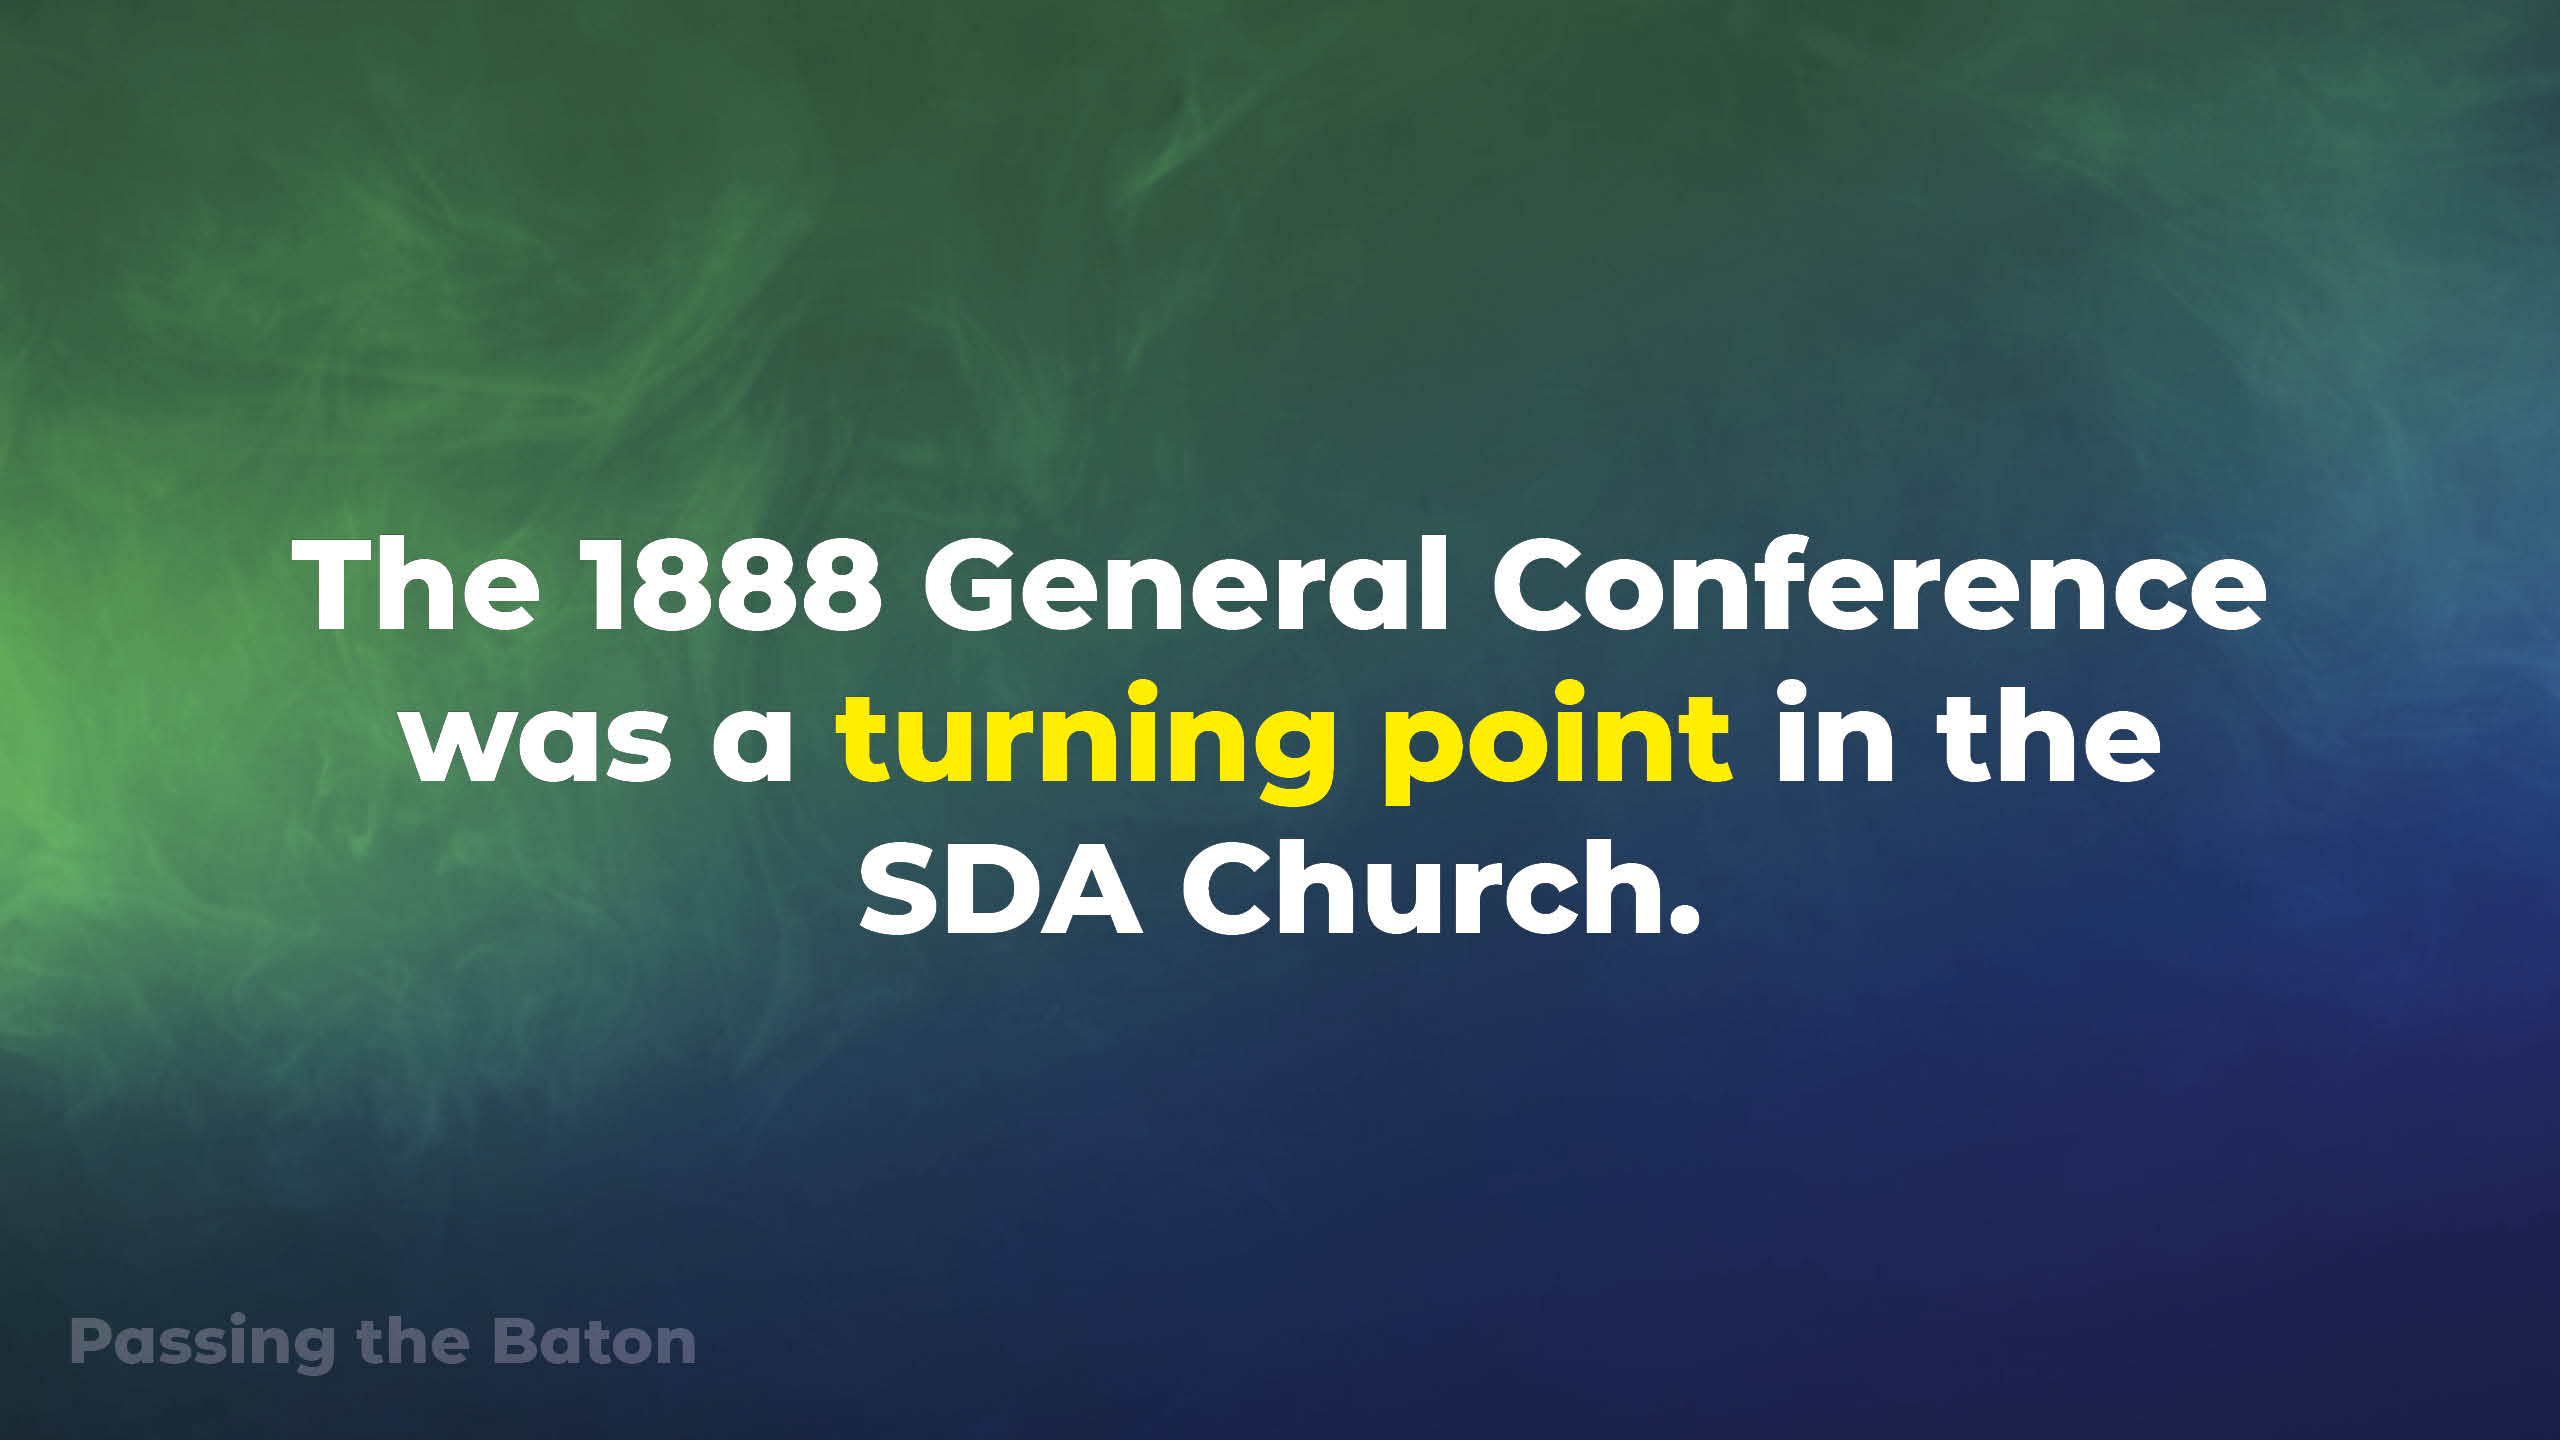 The 1888 General Conference
was a turning point in the
SDA Church.
Passing the Baton